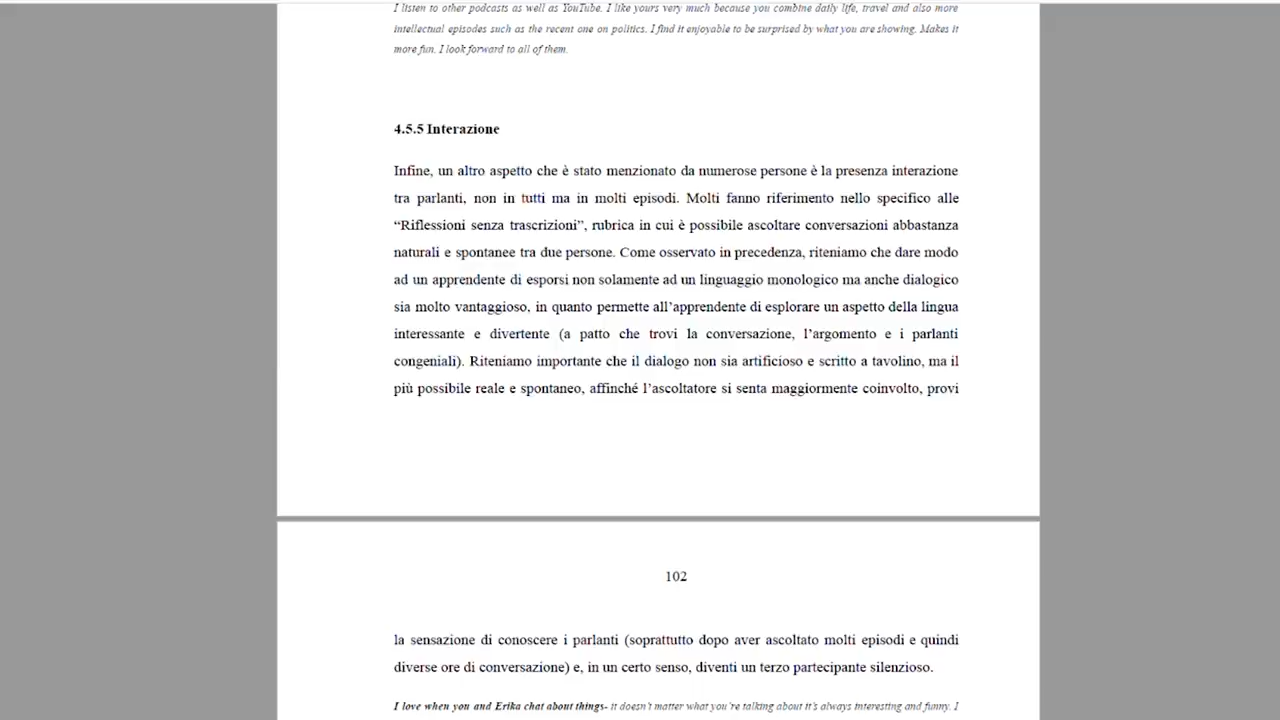 I listen to other podcasts as well as YouTube. I like yours very much because you combine daily life, travel and also more
intellectual episodes such as the recent one on politics. I find it enjoyable to be surprised by what you are showing. Makes it
more fun. I look forward to all of them.
4.5.5 Interazione
Infine, un altro aspetto che è stato menzionato da numerose persone è la presenza interazione
tra parlanti, non in tutti ma in molti episodi. Molti fanno riferimento nello specifico alle
“Riflessioni senza trascrizioni”, rubrica in cui è possibile ascoltare conversazioni abbastanza
naturali e spontanee tra due persone. Come osservato in precedenza, riteniamo che dare modo
ad un apprendente di esporsi non solamente ad un linguaggio monologico ma anche dialogico
sia molto vantaggioso, in quanto permette all’apprendente di esplorare un aspetto della lingua
interessante e divertente (a patto che trovi la conversazione, l’argomento e i parlanti
congeniali). Riteniamo importante che il dialogo non sia artificioso e scritto a tavolino, ma il
più possibile reale e spontaneo, affinché l’ascoltatore si senta maggiormente coinvolto, provi
102
la sensazione di conoscere i parlanti (soprattutto dopo aver ascoltato molti episodi e quindi
diverse ore di conversazione) e, in un certo senso, diventi un terzo partecipante silenzioso.
I love when you and Erika chat about things- it doesn’t matter what you’re talking about it’s always interesting and funny. I